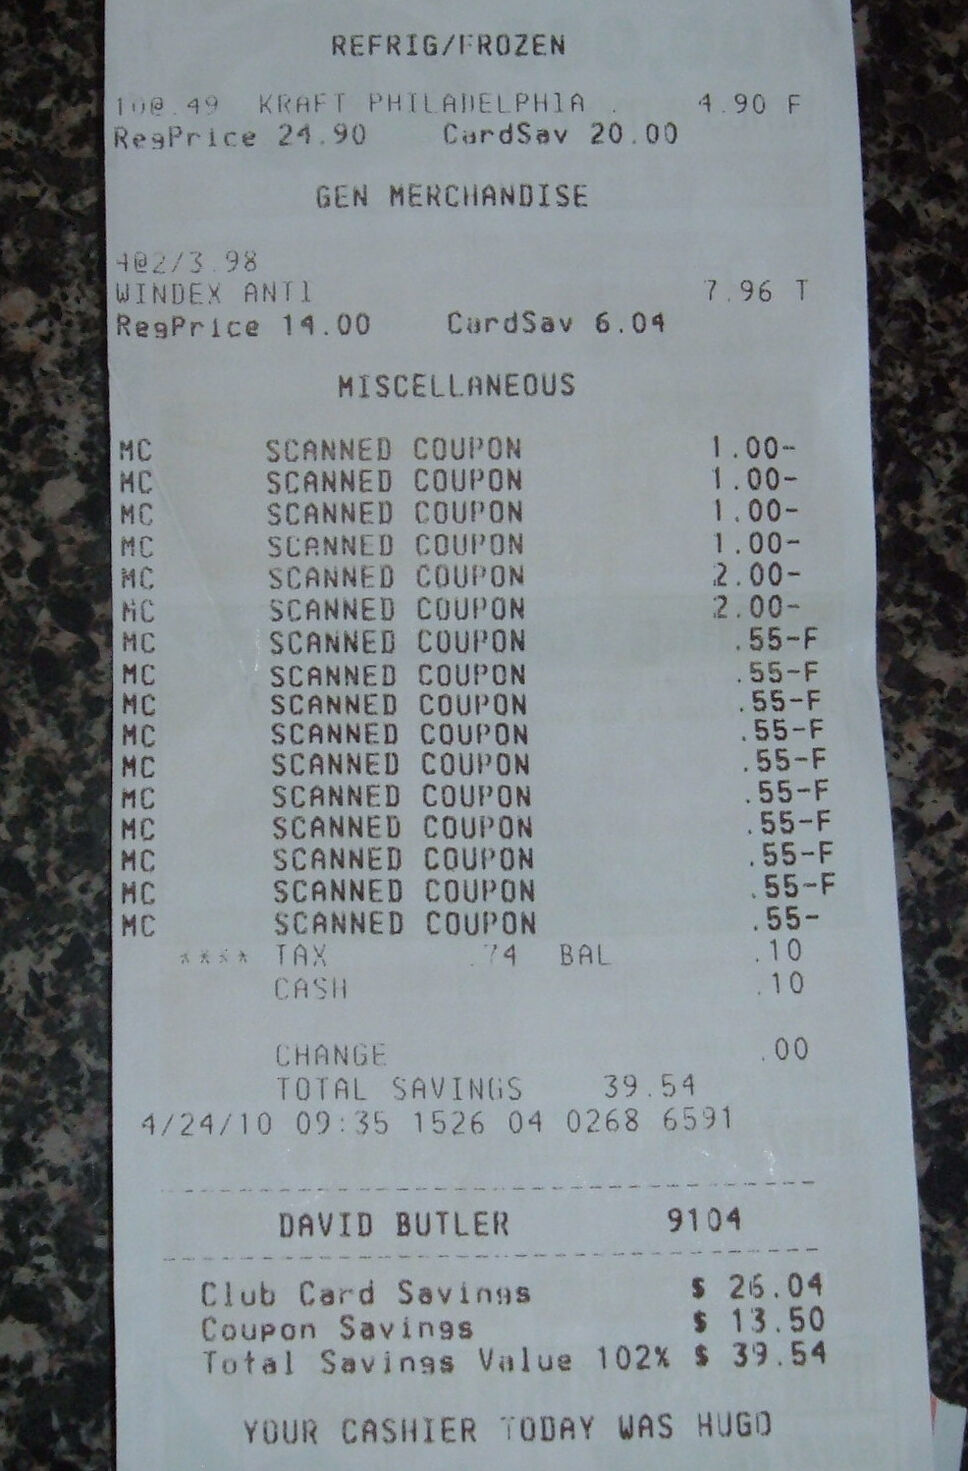 REFRIG/FROZEN
10@.49 KRAFT PHILADELPHIA . 4.90 F
RegPrice 24.90 CardSav 20.00
GEN MERCHANDISE
4@2/3.98
WINDEX ANTI 7.96 T
RegPrice 14.00 CardSav 6.04
MISCELLANEOUS
MC SCANNED COUPON 1.00-
MC SCANNED COUPON 1.00-
MC SCANNED COUPON 1.00-
MC SCANNED COUPON 1.00-
MC SCANNED COUPON 2.00-
MC SCANNED COUPON 2.00-
MC SCANNED COUPON .55-F
MC SCANNED COUPON .55-F
MC SCANNED COUPON .55-F
MC SCANNED COUPON .55-F
MC SCANNED COUPON .55-F
MC SCANNED COUPON .55-F
MC SCANNED COUPON .55-F
MC SCANNED COUPON .55-F
MC SCANNED COUPON .55-F
MC SCANNED COUPON .55-
**** TAX .74 BAL .10
CASH .10
CHANGE .00
TOTAL SAVINGS 39.54
4/24/10 09:35 1526 04 0268 6591
DAVID BUTLER 9104
Club Card Savings $ 26.04
Coupon Savings $ 13.50
Total Savings Value 102% $ 39.54
YOUR CASHIER TODAY WAS HUGO